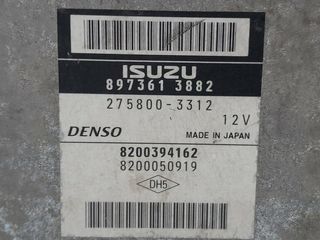 ISUZU
897361 3882
275800-3312
12V
DENSO
MADE IN JAPAN
8200394162
8200050919
DH5